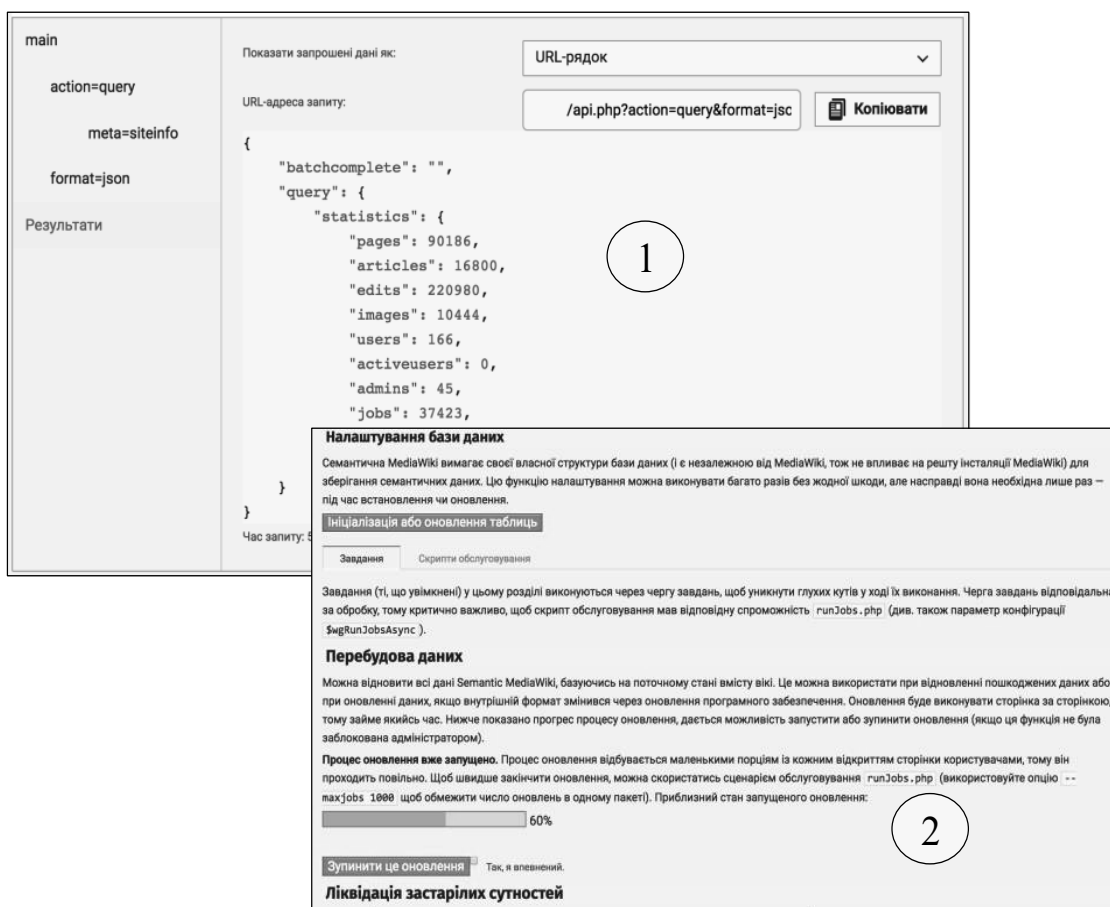 main
action=query
meta=siteinfo
format=json
Результати
Показати запрошені дані як:
URL-рядок
URL-адреса запиту:
/api.php?action=query&format=jsc
Копіювати
{
"batchcomplete": "",
"query": {
"statistics": {
"pages": 90186,
"articles": 16800,
"edits": 220980,
"images": 10444,
"users": 166,
"activeusers": 0,
"admins": 45,
"jobs": 37423,
}
}
Час запиту:
1
Налаштування бази даних
Семантична MediaWiki вимагає своєї власної структури бази даних (і є незалежною від MediaWiki, тож не впливає на решту інсталяції MediaWiki) для
зберігання семантичних даних. Цю функцію налаштування можна виконувати багато разів без жодної шкоди, але насправді вона необхідна лише раз —
під час встановлення чи оновлення.
Ініціалізація або оновлення таблиць
Завдання
Скрипти обслуговування
Завдання (ті, що увімкнені) у цьому розділі виконуються через чергу завдань, щоб уникнути глухих кутів у ході їх виконання. Черга завдань відповідальна
за обробку, тому критично важливо, щоб скрипт обслуговування мав відповідну спроможність runJobs.php (див. також параметр конфігурації
$wgRunJobsAsync ).
Перебудова даних
Можна відновити всі дані Semantic MediaWiki, базуючись на поточному стані вмісту вікі. Це можна використати при відновленні пошкоджених даних або
при оновленні даних, якщо внутрішній формат змінився через оновлення програмного забезпечення. Оновлення буде виконувати сторінка за сторінкою,
тому займе якийсь час. Нижче показано прогрес процесу оновлення, дається можливість запустити або зупинити оновлення (якщо ця функція не була
заблокована адміністратором).
Процес оновлення вже запущено. Процес оновлення відбувається маленькими порціям із кожним відкриттям сторінки користувачами, тому він
проходить повільно. Щоб швидше закінчити оновлення, можна скористатись сценарієм обслуговування runJobs.php (використовуйте опцію --
maxjobs 1000 щоб обмежити число оновлень в одному пакеті). Приблизний стан запущеного оновлення:
60%
2
Зупинити це оновлення
Так, я впевнений.
Ліквідація застарілих сутностей